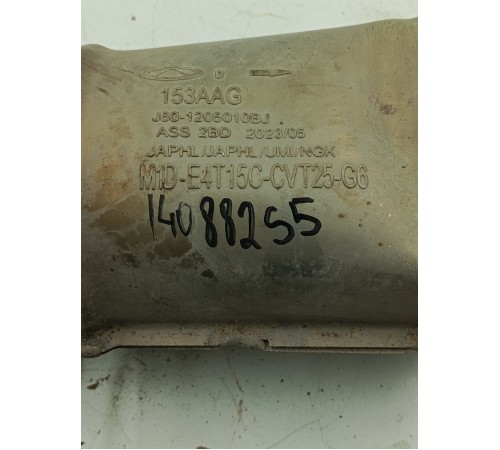 153AAG
J60-1205010BJ
ASS 2BD 2023/05
JAPHL/JAPHL/UMI/NGK
M1D-E4T15C-CVT25-G6
14088255